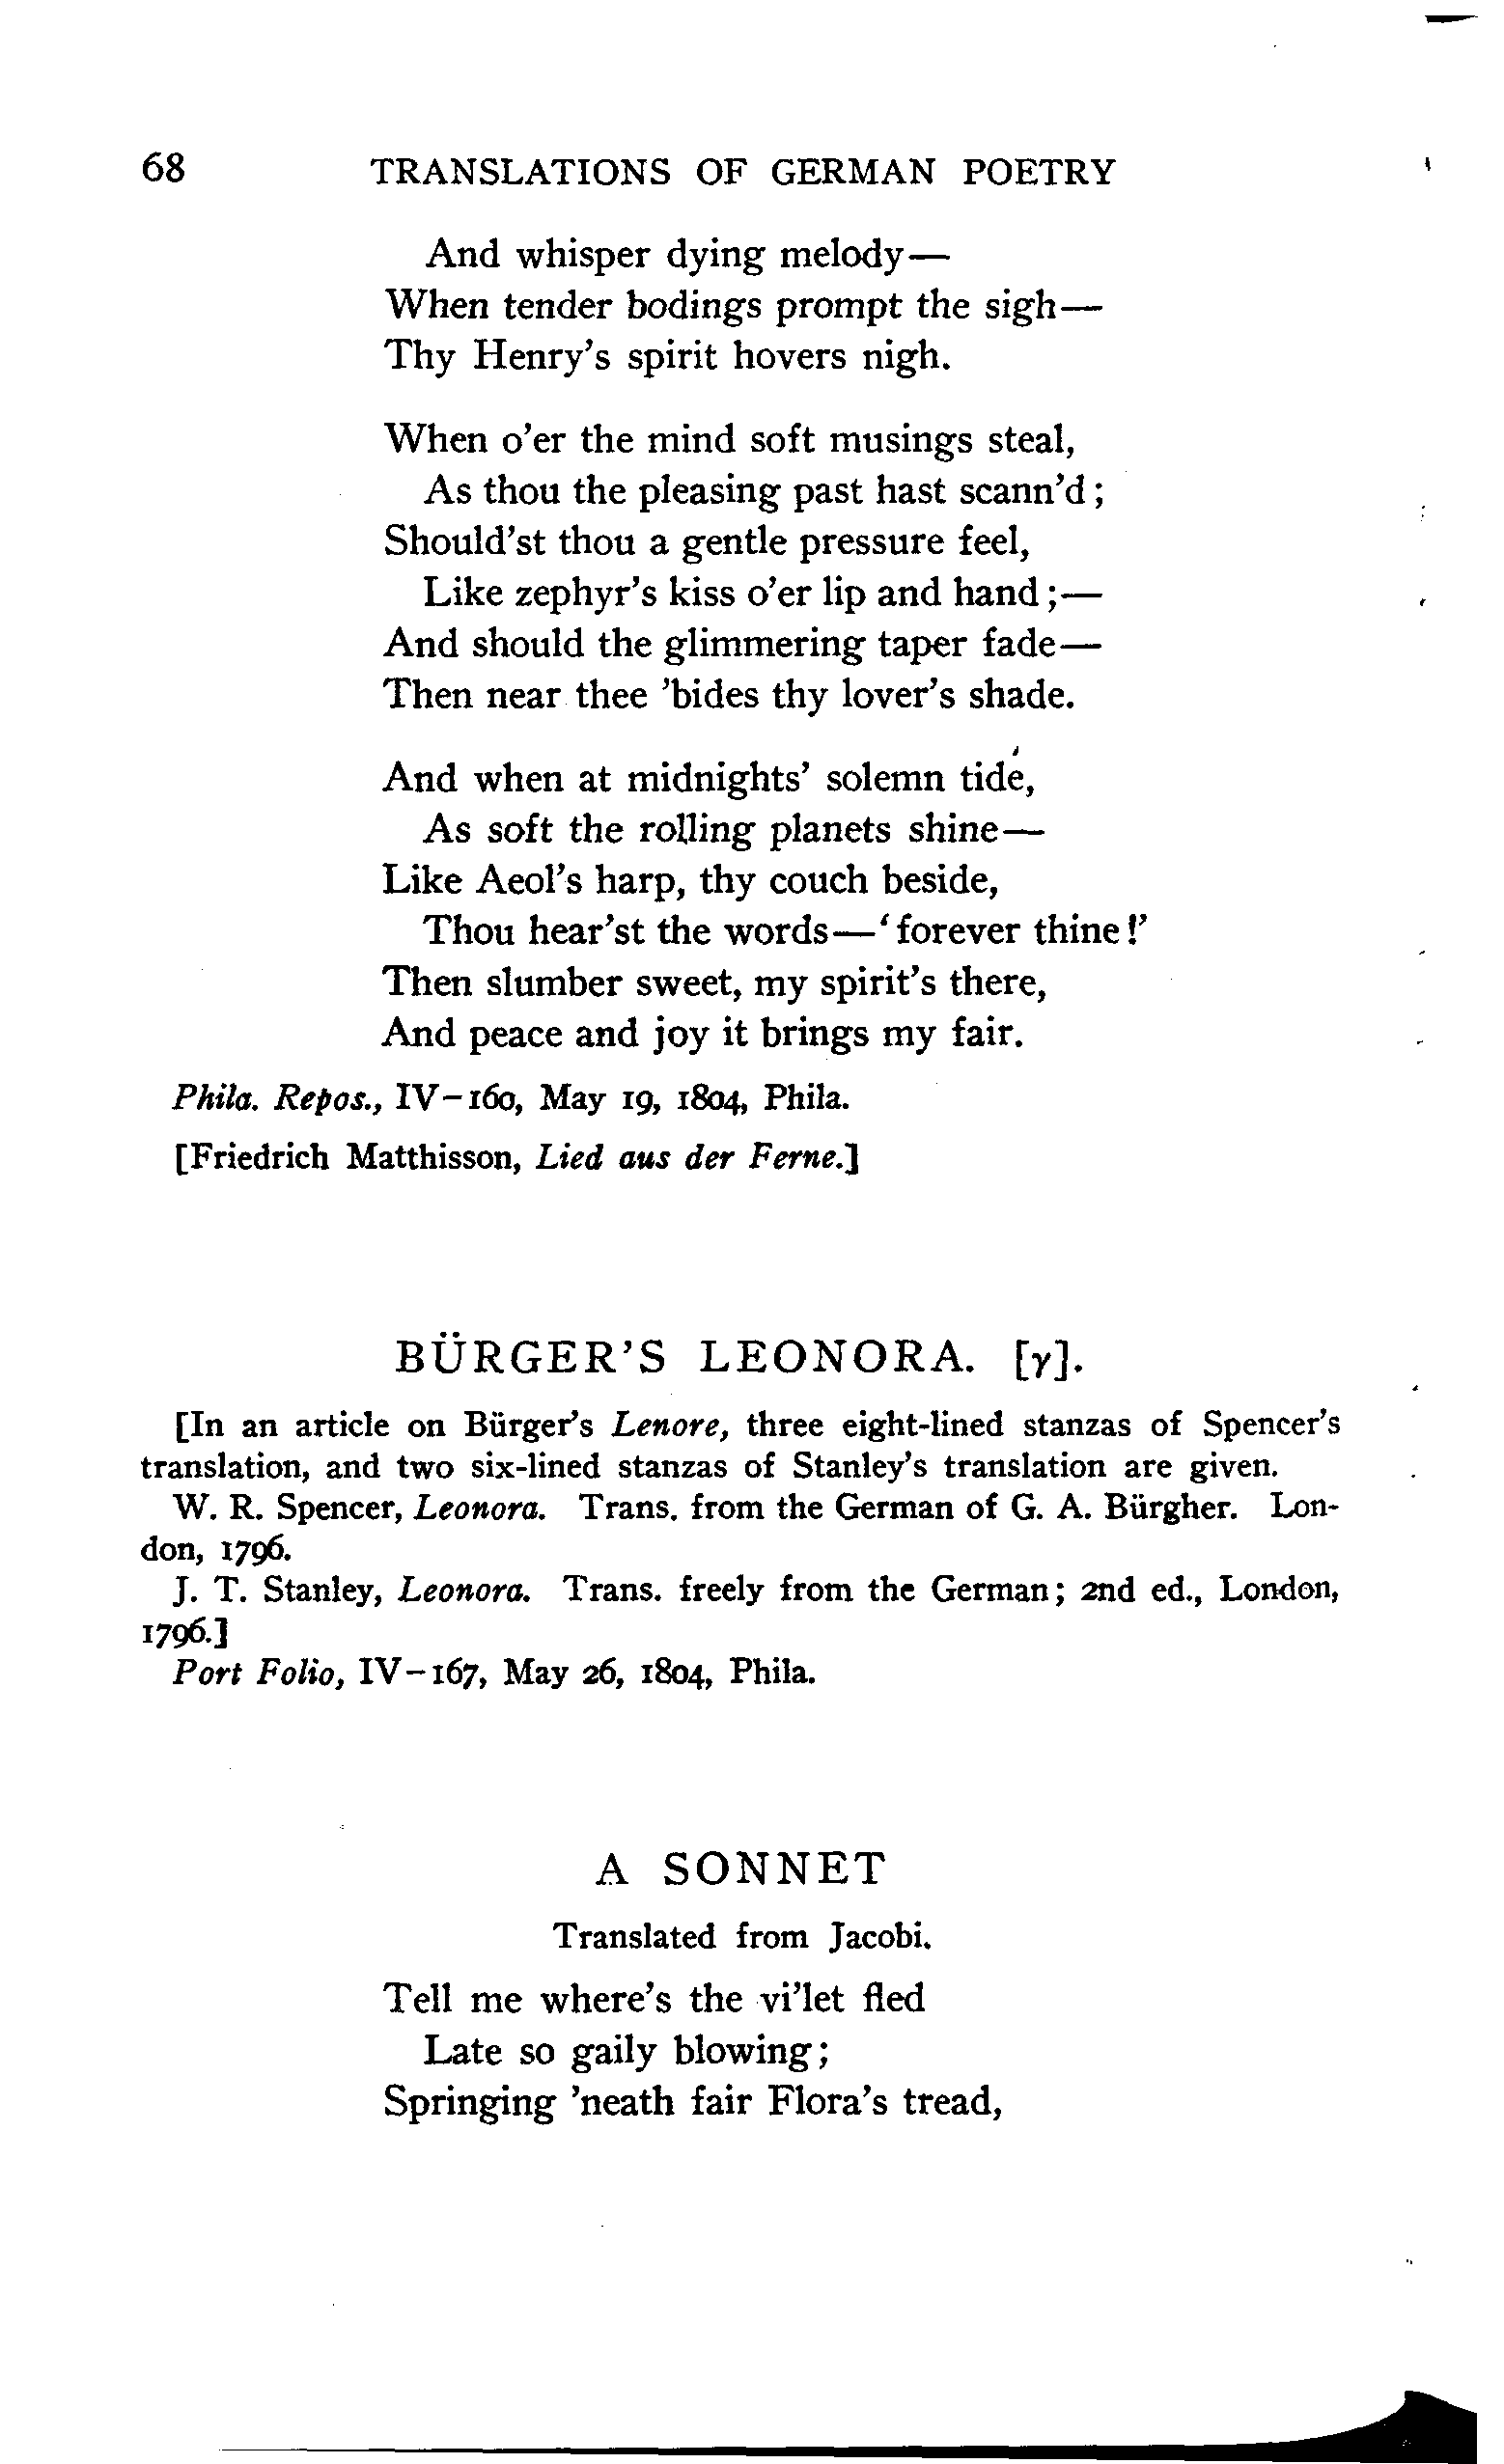 68 TRANSLATIONS OF GERMAN POETRY
And whisper dying melody—
When tender bodings prompt the sigh—
Thy Henry's spirit hovers nigh.
When o'er the mind soft musings steal,
As thou the pleasing past hast scann'd;
Should'st thou a gentle pressure feel,
Like zephyr's kiss o'er lip and hand;—
And should the glimmering taper fade—
Then near thee 'bides thy lover's shade.
And when at midnights' solemn tide,
As soft the rolling planets shine—
Like Aeol's harp, thy couch beside,
Thou hear'st the words—'forever thine!'
Then slumber sweet, my spirit's there,
And peace and joy it brings my fair.
Phila. Repos., IV-160, May 19, 1804, Phila.
[Friedrich Matthisson, Lied aus der Ferne.]
BÜRGER'S LEONORA. [γ].
[In an article on Bürger's Lenore, three eight-lined stanzas of Spencer's
translation, and two six-lined stanzas of Stanley's translation are given.
W. R. Spencer, Leonora. Trans. from the German of G. A. Bürgher. Lon-
don, 1796.
J. T. Stanley, Leonora. Trans. freely from the German; 2nd ed., London,
1796.]
Port Folio, IV-167, May 26, 1804, Phila.
A SONNET
Translated from Jacobi.
Tell me where's the vi'let fled
Late so gaily blowing;
Springing 'neath fair Flora's tread,